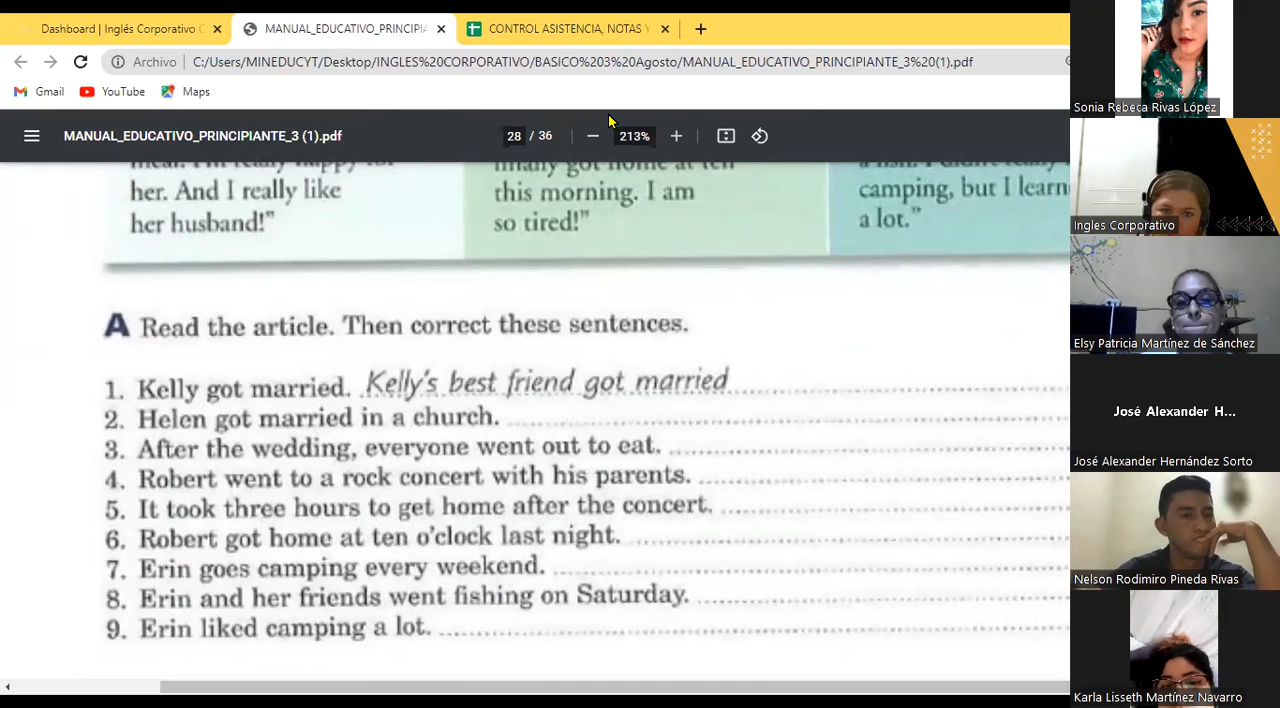 Dashboard | Inglés Corporativo C
MANUAL_EDUCATIVO_PRINCIPIA
CONTROL ASISTENCIA, NOTAS Y
Archivo | C:/Users/MINEDUCYT/Desktop/INGLES%20CORPORATIVO/BASICO%203%20Agosto/MANUAL_EDUCATIVO_PRINCIPIANTE_3%20(1).pdf
Gmail YouTube Maps
MANUAL_EDUCATIVO_PRINCIPIANTE_3 (1).pdf 28 / 36 213%
her. And I really like
her husband!"
finally got home at ten
this morning. I am
so tired!"
camping, but I learn
a lot."
A Read the article. Then correct these sentences.
1. Kelly got married. Kelly's best friend got married
2. Helen got married in a church.
3. After the wedding, everyone went out to eat.
4. Robert went to a rock concert with his parents.
5. It took three hours to get home after the concert.
6. Robert got home at ten o'clock last night.
7. Erin goes camping every weekend.
8. Erin and her friends went fishing on Saturday.
9. Erin liked camping a lot.
Sonia Rebeca Rivas López
Ingles Corporativo
Elsy Patricia Martínez de Sánchez
José Alexander H...
José Alexander Hernández Sorto
Nelson Rodimiro Pineda Rivas
Karla Lisseth Martínez Navarro